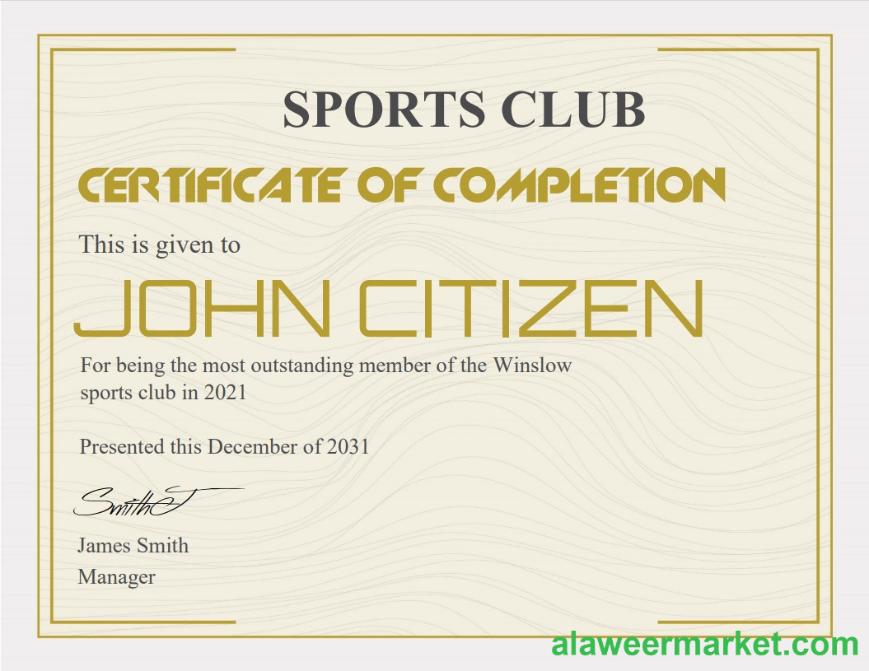 SPORTS CLUB
CERTIFICATE OF COMPLETION
This is given to
JOHN CITIZEN
For being the most outstanding member of the Winslow
sports club in 2021
Presented this December of 2031
SmithJ
James Smith
Manager
alaweermarket.com